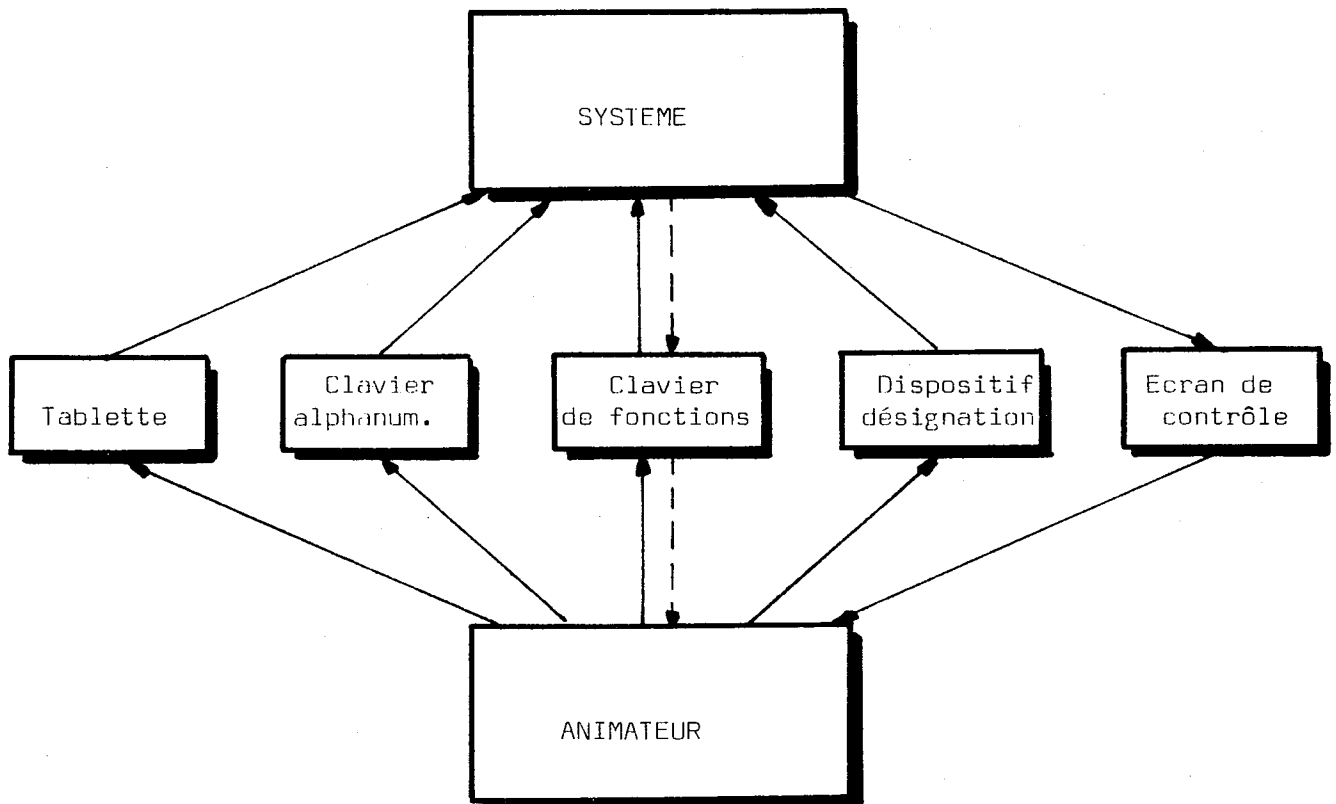 SYSTEME
Tablette
Clavier
alphanum.
Clavier
de fonctions
Dispositif
désignation
Ecran de
contrôle
ANIMATEUR